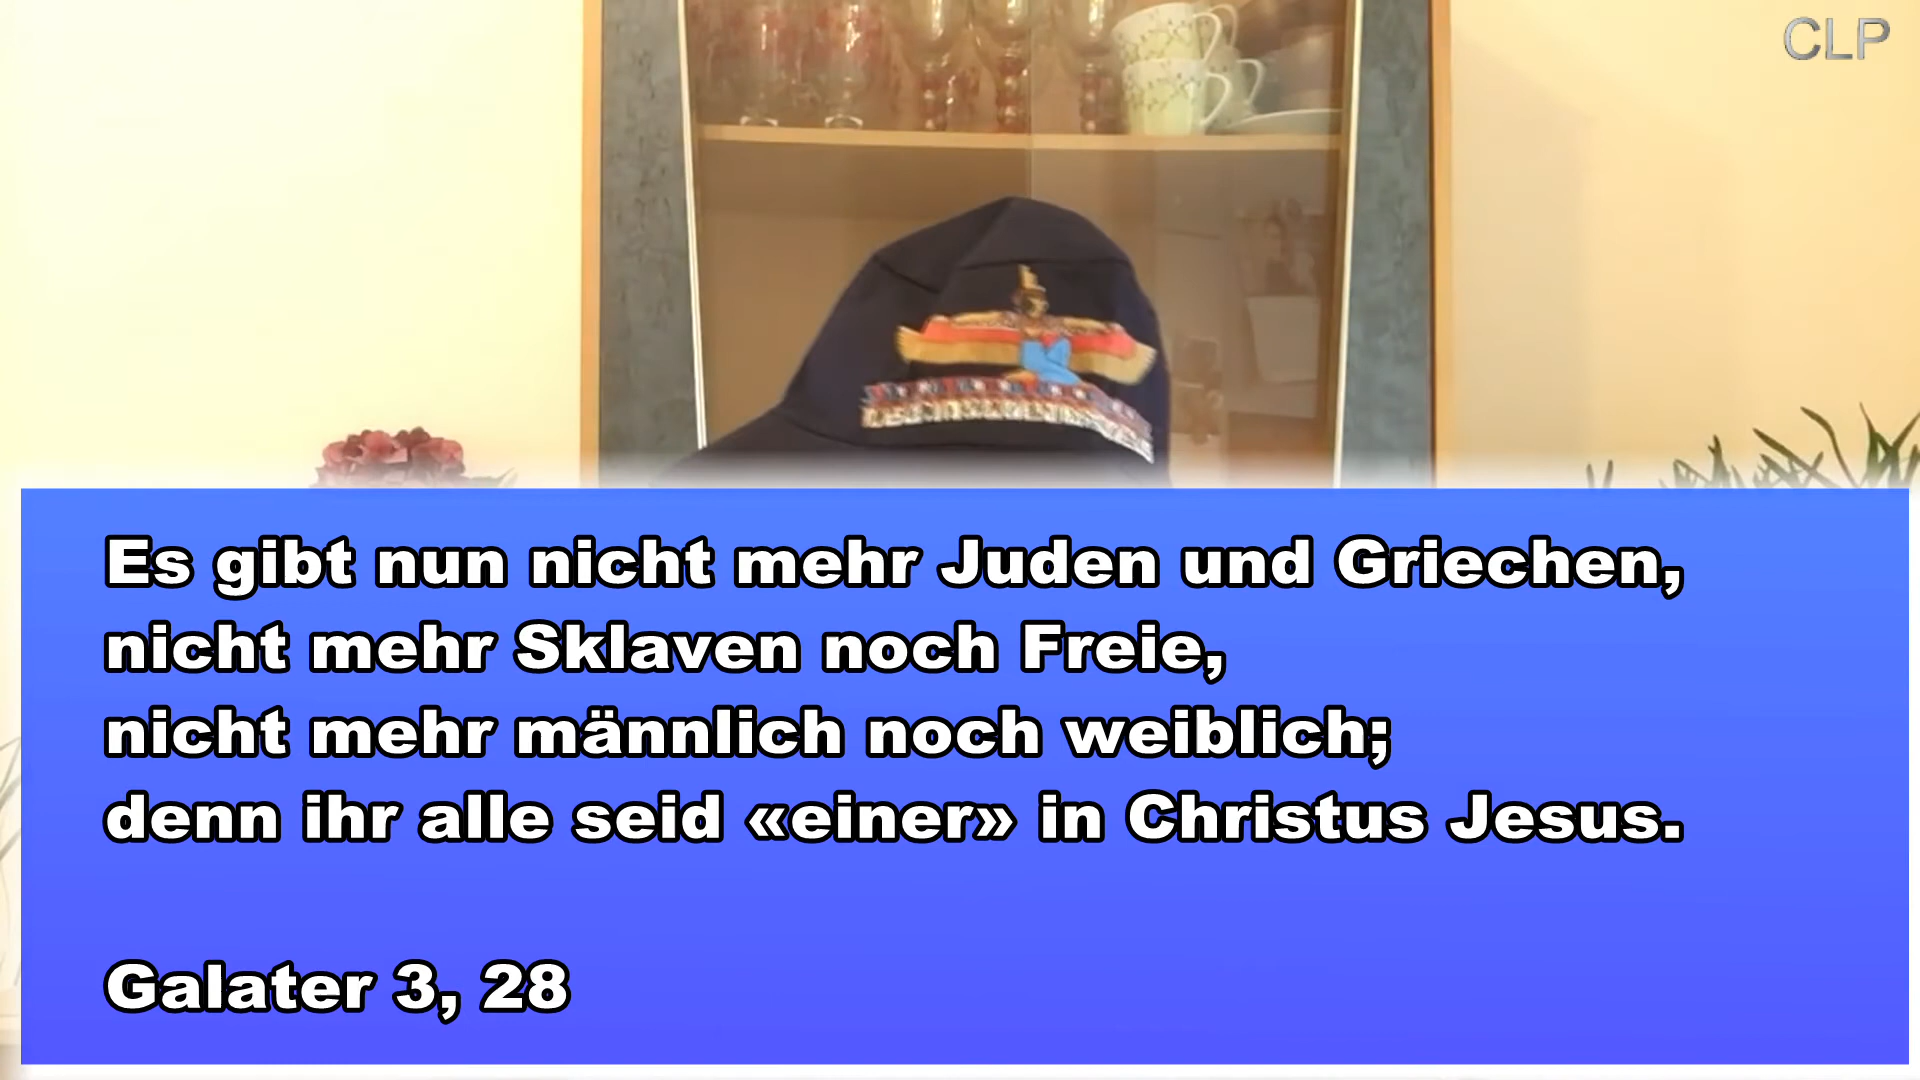 CLP
Es gibt nun nicht mehr Juden und Griechen,
nicht mehr Sklaven noch Freie,
nicht mehr männlich noch weiblich;
denn ihr alle seid «einer» in Christus Jesus.
Galater 3, 28